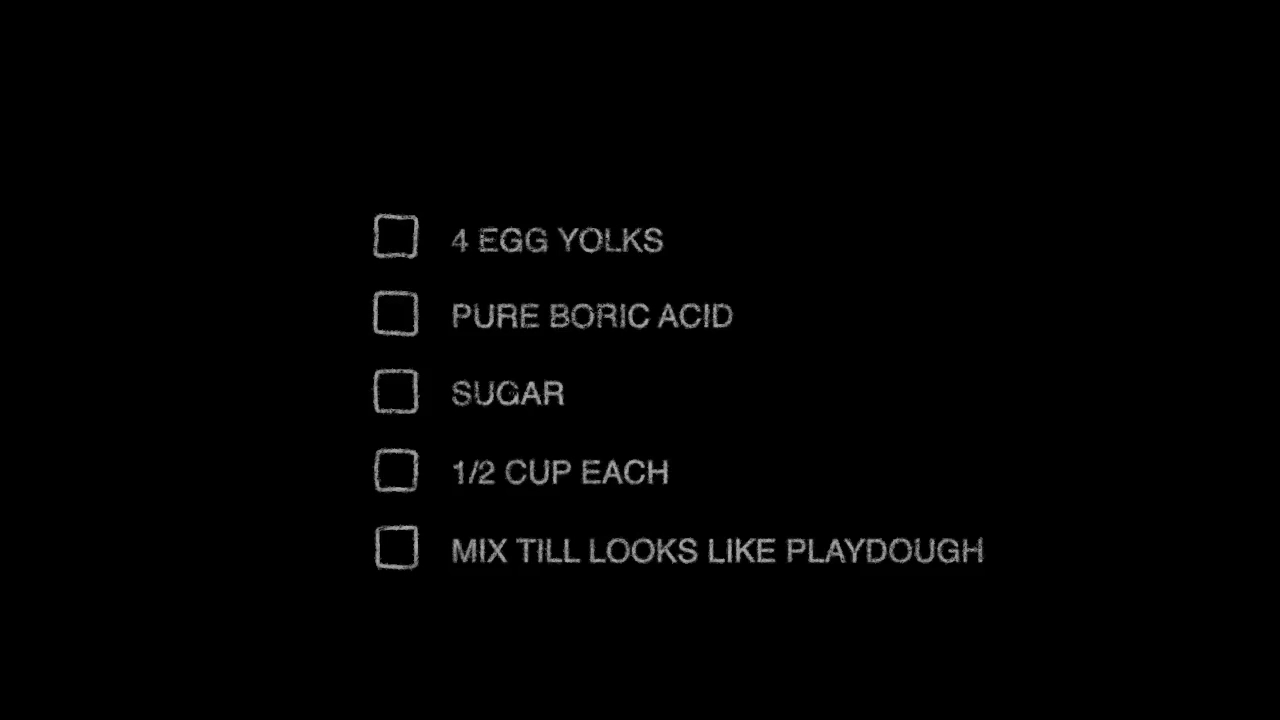 4 EGG YOLKS
PURE BORIC ACID
SUGAR
1/2 CUP EACH
MIX TILL LOOKS LIKE PLAYDOUGH